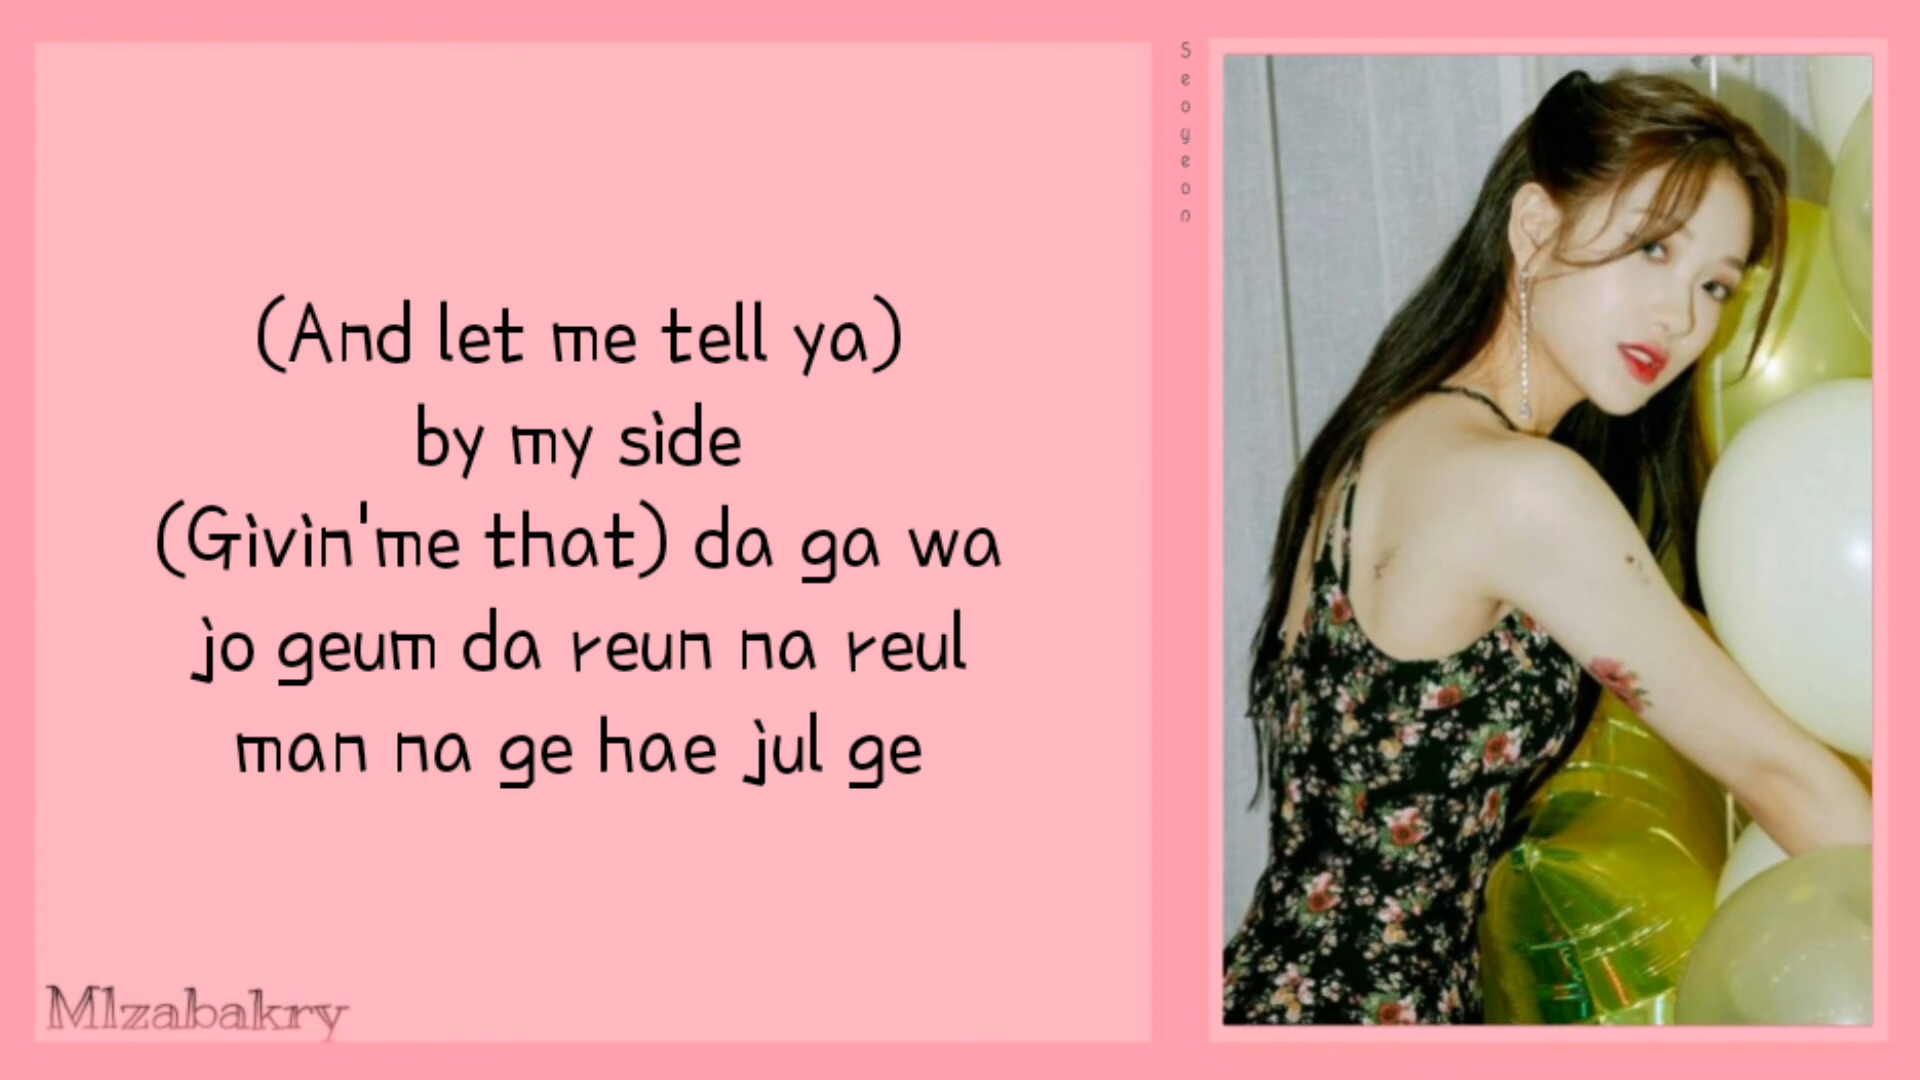 (And let me tell ya)
by my side
(Givin'me that) da ga wa
jo geum da reun na reul
man na ge hae jul ge
Seoyeon
MIzabakry